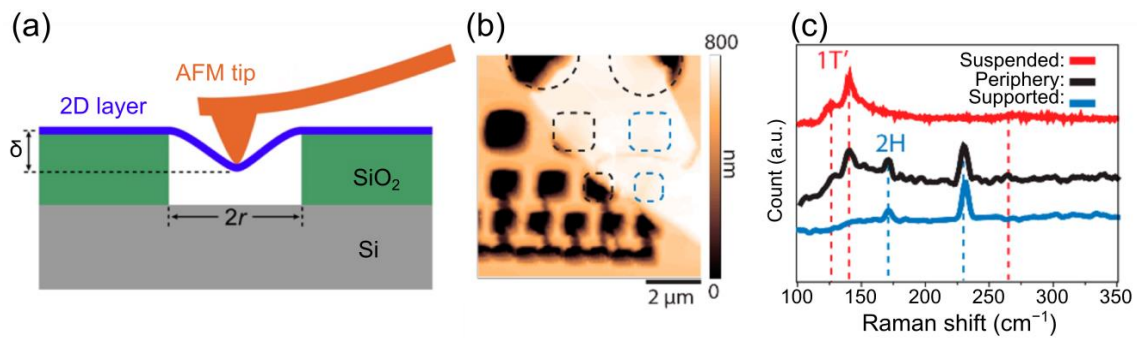 (a)
AFM tip
2D layer
δ
SiO₂
2r
Si
(b)
800
nm
0
2 μm
(c)
1T′
Suspended:
Periphery:
Supported:
2H
Count (a.u.)
100 150 200 250 300 350
Raman shift (cm⁻¹)